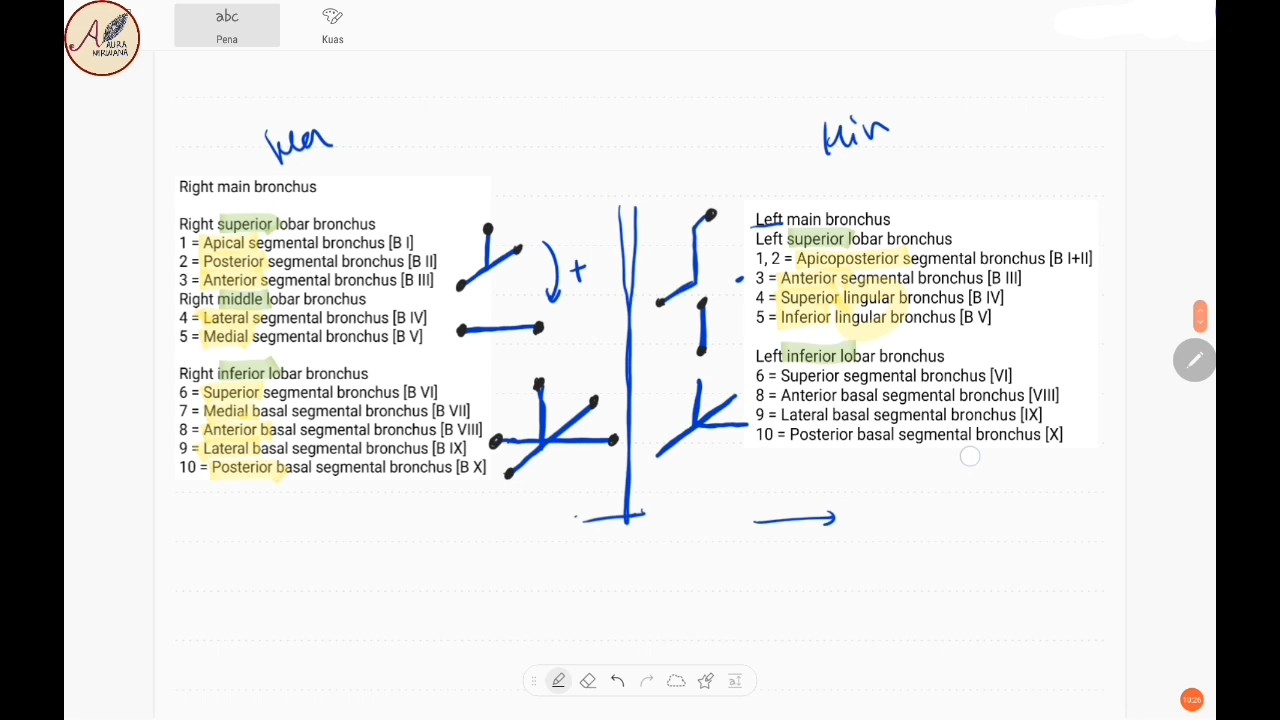 abc
Pena
Kuas
AURA
NIRWANA
Right main bronchus
Right superior lobar bronchus
1 = Apical segmental bronchus [B I]
2 = Posterior segmental bronchus [B II]
3 = Anterior segmental bronchus [B III]
Right middle lobar bronchus
4 = Lateral segmental bronchus [B IV]
5 = Medial segmental bronchus [B V]
Right inferior lobar bronchus
6 = Superior segmental bronchus [B VI]
7 = Medial basal segmental bronchus [B VII]
8 = Anterior basal segmental bronchus [B VIII]
9 = Lateral basal segmental bronchus [B IX]
10 = Posterior basal segmental bronchus [B X]
+
Left main bronchus
Left superior lobar bronchus
1, 2 = Apicoposterior segmental bronchus [B I+II]
3 = Anterior segmental bronchus [B III]
4 = Superior lingular bronchus [B IV]
5 = Inferior lingular bronchus [B V]
Left inferior lobar bronchus
6 = Superior segmental bronchus [VI]
8 = Anterior basal segmental bronchus [VIII]
9 = Lateral basal segmental bronchus [IX]
10 = Posterior basal segmental bronchus [X]
10:26